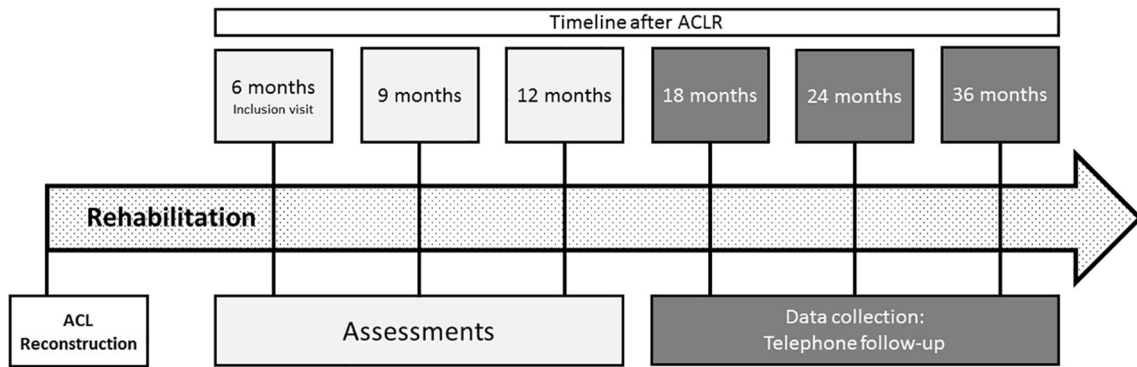 Timeline after ACLR
6 months
Inclusion visit
9 months
12 months
18 months
24 months
36 months
Rehabilitation
ACL
Reconstruction
Assessments
Data collection:
Telephone follow-up